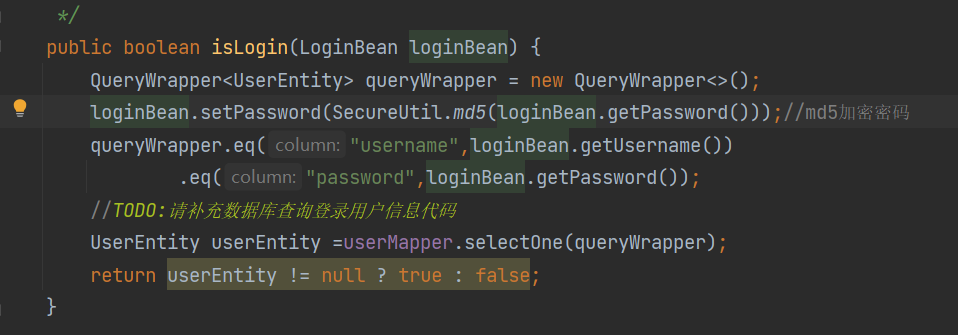 */
public boolean isLogin(LoginBean loginBean) {
QueryWrapper<UserEntity> queryWrapper = new QueryWrapper<>();
loginBean.setPassword(SecureUtil.md5(loginBean.getPassword()));//md5加密密码
queryWrapper.eq( column: "username",loginBean.getUsername())
.eq( column: "password",loginBean.getPassword());
//TODO:请补充数据库查询登录用户信息代码
UserEntity userEntity =userMapper.selectOne(queryWrapper);
return userEntity != null ? true : false;
}